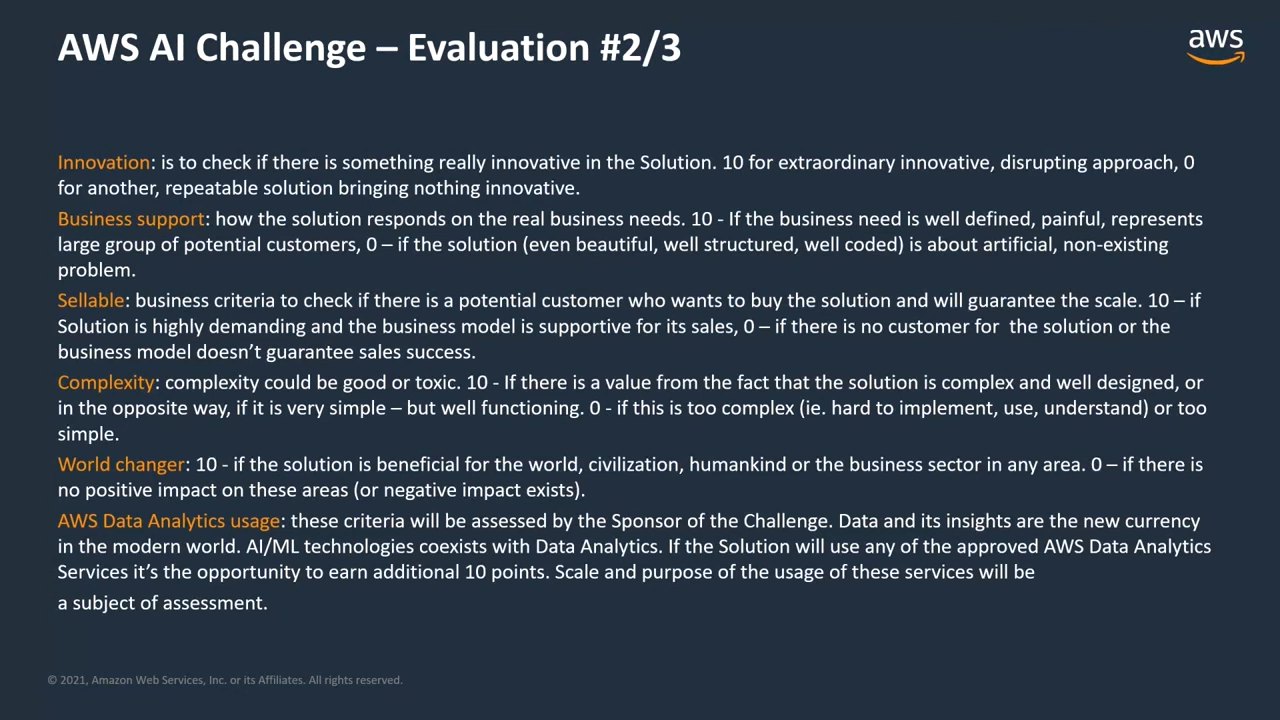 AWS AI Challenge – Evaluation #2/3
aws
Innovation: is to check if there is something really innovative in the Solution. 10 for extraordinary innovative, disrupting approach, 0
for another, repeatable solution bringing nothing innovative.
Business support: how the solution responds on the real business needs. 10 - If the business need is well defined, painful, represents
large group of potential customers, 0 – if the solution (even beautiful, well structured, well coded) is about artificial, non-existing
problem.
Sellable: business criteria to check if there is a potential customer who wants to buy the solution and will guarantee the scale. 10 – if
Solution is highly demanding and the business model is supportive for its sales, 0 – if there is no customer for the solution or the
business model doesn’t guarantee sales success.
Complexity: complexity could be good or toxic. 10 - If there is a value from the fact that the solution is complex and well designed, or
in the opposite way, if it is very simple – but well functioning. 0 - if this is too complex (ie. hard to implement, use, understand) or too
simple.
World changer: 10 - if the solution is beneficial for the world, civilization, humankind or the business sector in any area. 0 – if there is
no positive impact on these areas (or negative impact exists).
AWS Data Analytics usage: these criteria will be assessed by the Sponsor of the Challenge. Data and its insights are the new currency
in the modern world. AI/ML technologies coexists with Data Analytics. If the Solution will use any of the approved AWS Data Analytics
Services it’s the opportunity to earn additional 10 points. Scale and purpose of the usage of these services will be
a subject of assessment.
© 2021, Amazon Web Services, Inc. or its Affiliates. All rights reserved.